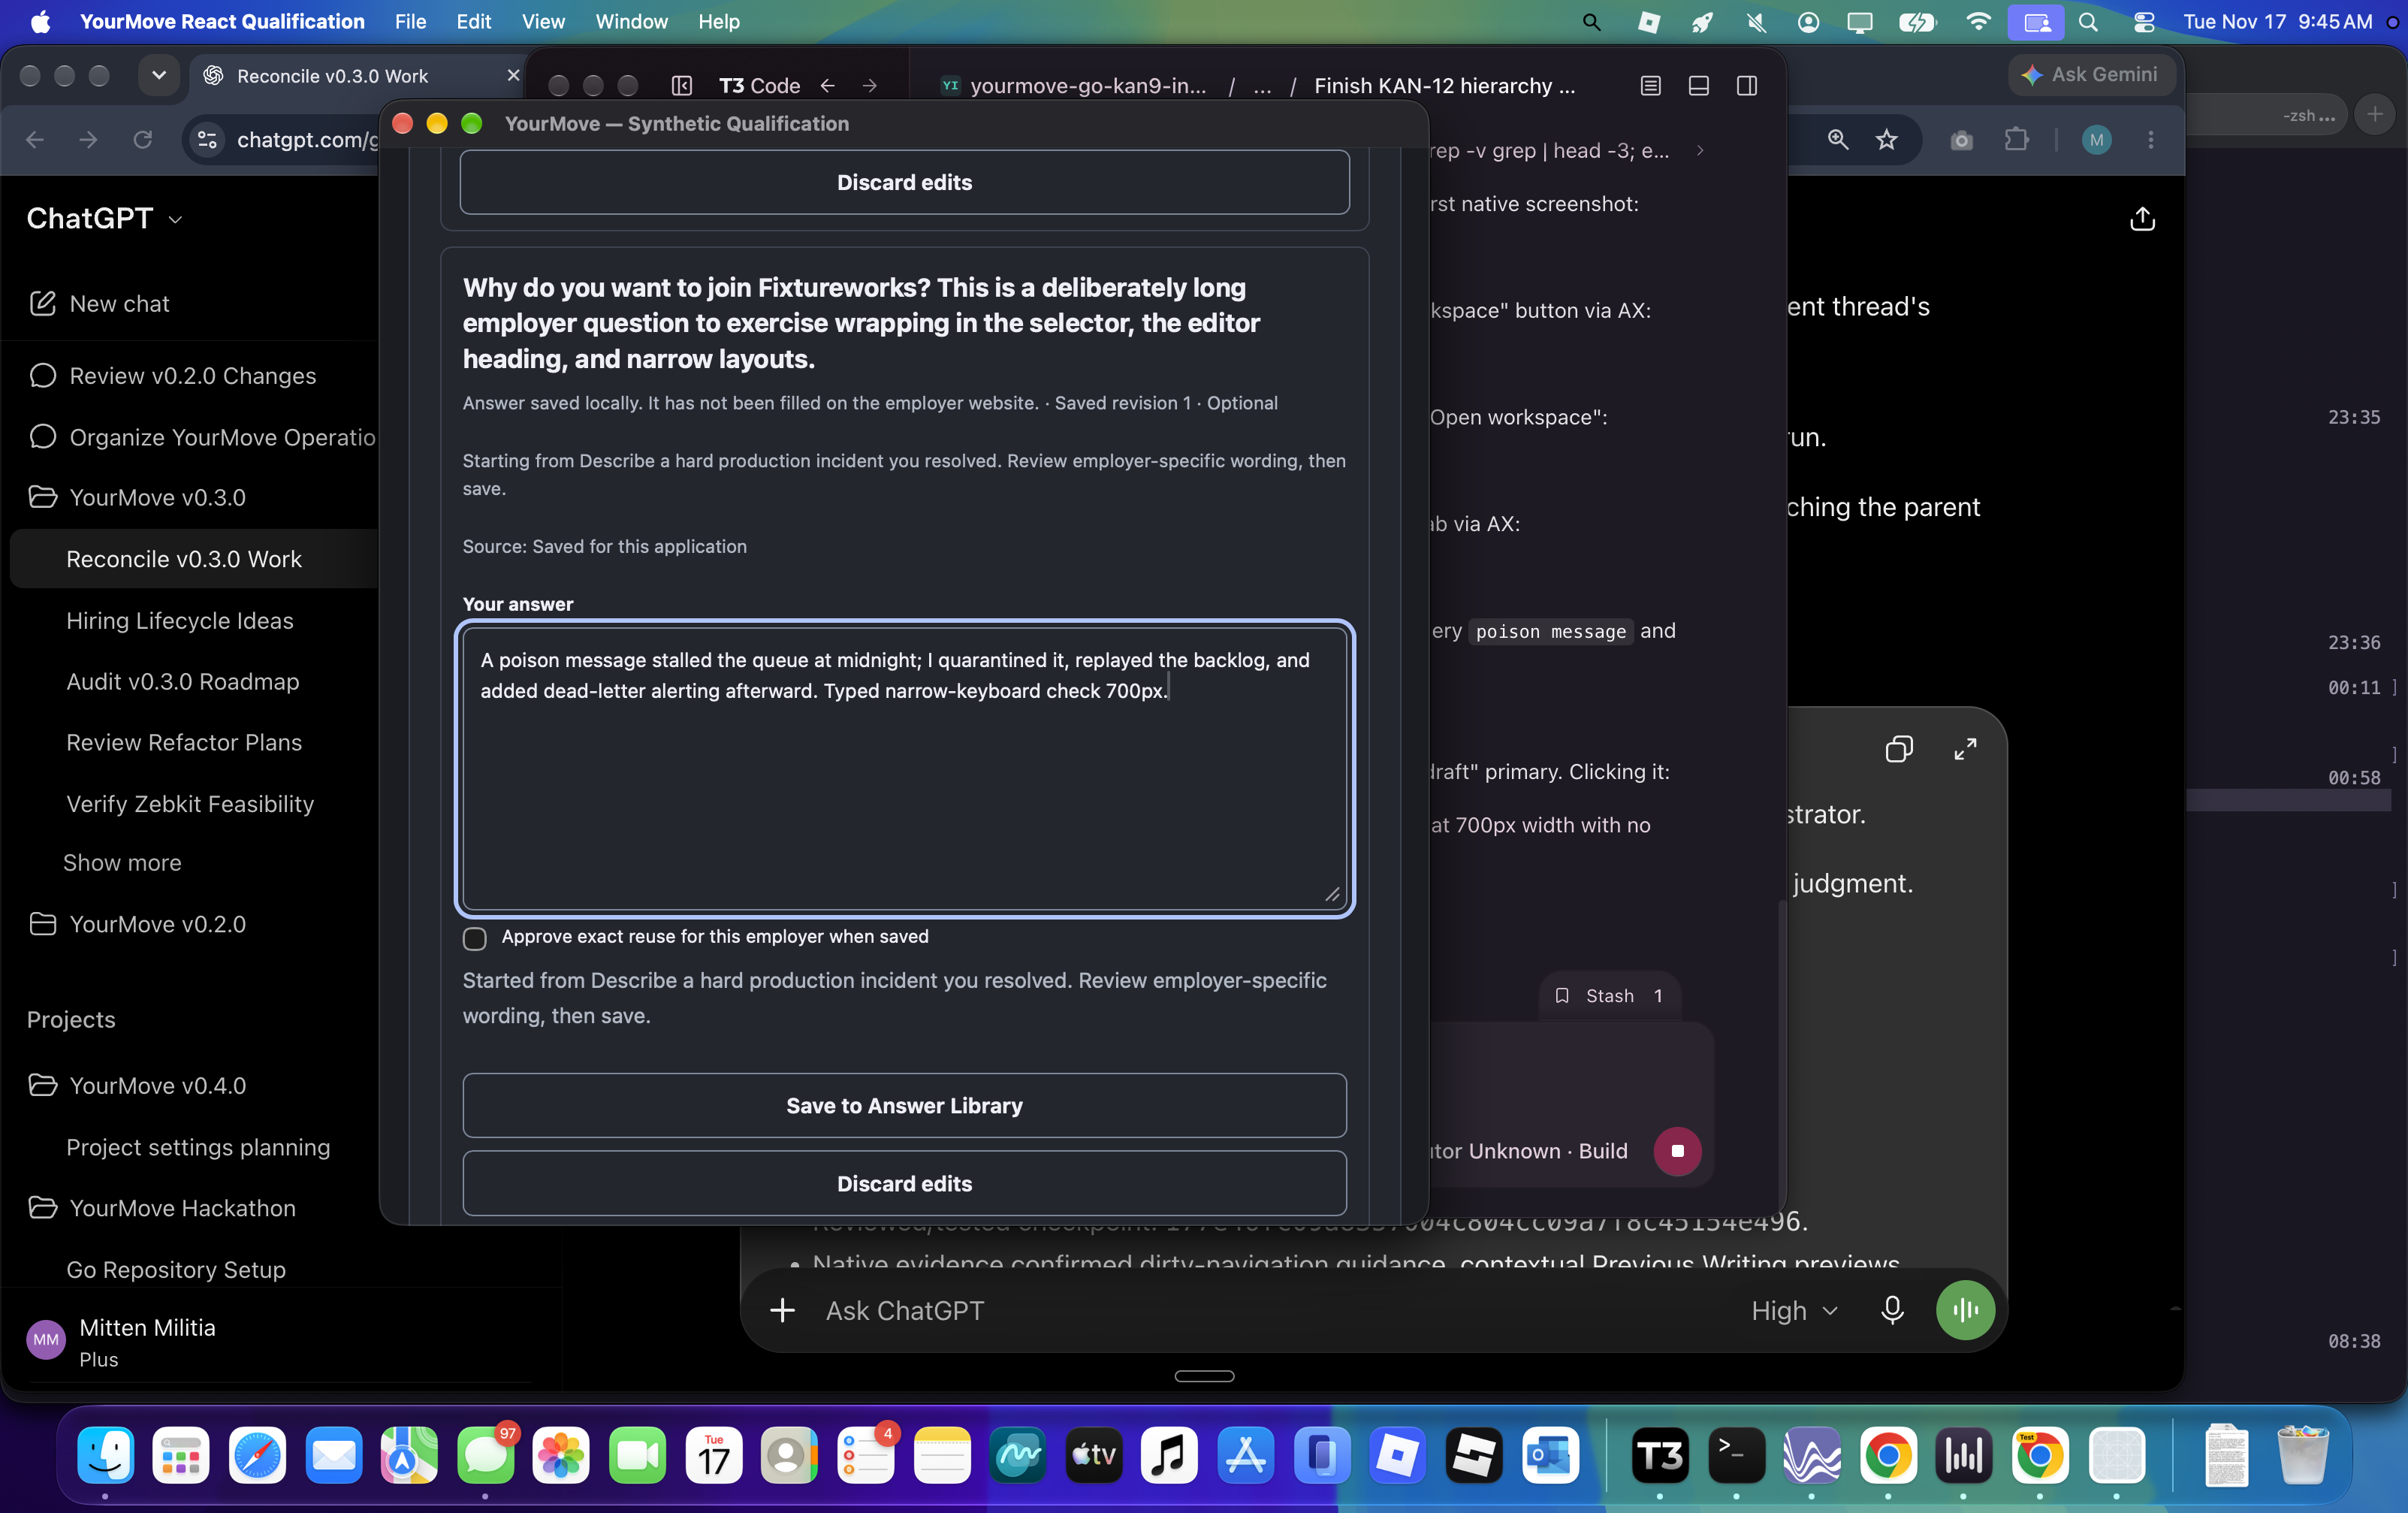 YourMove React Qualification File Edit View Window Help Tue Nov 17 9:45 AM
Reconcile v0.3.0 Work
T3 Code
YI yourmove-go-kan9-in... / ... / Finish KAN-12 hierarchy ...
Ask Gemini
chatgpt.com/g
-zsh ...
M
YourMove — Synthetic Qualification
ChatGPT
New chat
Review v0.2.0 Changes
Organize YourMove Operatio
YourMove v0.3.0
Reconcile v0.3.0 Work
Hiring Lifecycle Ideas
Audit v0.3.0 Roadmap
Review Refactor Plans
Verify Zebkit Feasibility
Show more
YourMove v0.2.0
Projects
YourMove v0.4.0
Project settings planning
YourMove Hackathon
Go Repository Setup
MM
Mitten Militia
Plus
Discard edits
Why do you want to join Fixtureworks? This is a deliberately long
employer question to exercise wrapping in the selector, the editor
heading, and narrow layouts.
Answer saved locally. It has not been filled on the employer website. · Saved revision 1 · Optional
Starting from Describe a hard production incident you resolved. Review employer-specific wording, then
save.
Source: Saved for this application
Your answer
A poison message stalled the queue at midnight; I quarantined it, replayed the backlog, and
added dead-letter alerting afterward. Typed narrow-keyboard check 700px.
Approve exact reuse for this employer when saved
Started from Describe a hard production incident you resolved. Review employer-specific
wording, then save.
Save to Answer Library
Discard edits
rep -v grep | head -3; e...
rst native screenshot:
kspace" button via AX:
Open workspace":
ab via AX:
ery poison message and
draft" primary. Clicking it:
at 700px width with no
Stash 1
tor Unknown · Build
ent thread's
run.
ching the parent
strator.
judgment.
Native evidence confirmed dirty-navigation guidance, contextual Previous Writing previews
Ask ChatGPT
High
23:35
23:36
00:11 ]
]
00:58
]
]
08:38
97
Tue
17
4
tv
T3
Test